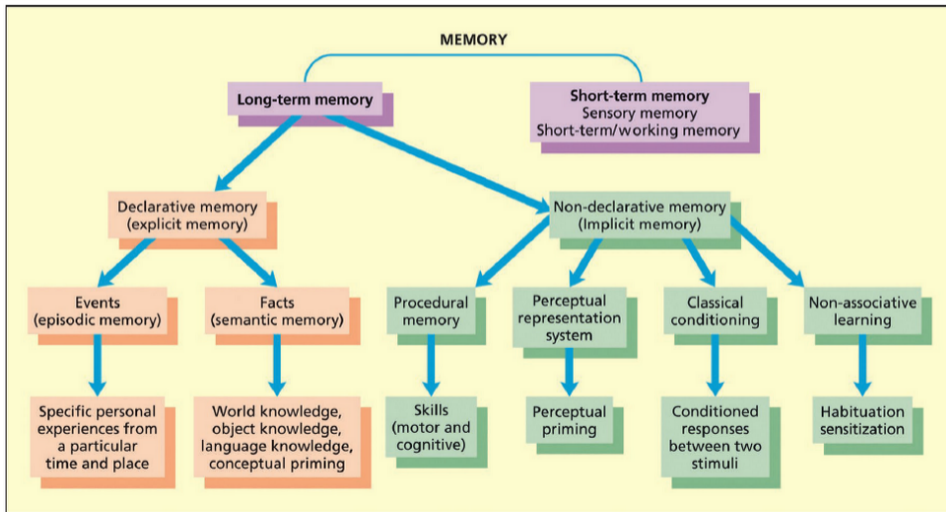 MEMORY
Long-term memory
Short-term memory
Sensory memory
Short-term/working memory
Declarative memory
(explicit memory)
Non-declarative memory
(Implicit memory)
Events
(episodic memory)
Facts
(semantic memory)
Procedural
memory
Perceptual
representation
system
Classical
conditioning
Non-associative
learning
Specific personal
experiences from
a particular
time and place
World knowledge,
object knowledge,
language knowledge,
conceptual priming
Skills
(motor and
cognitive)
Perceptual
priming
Conditioned
responses
between two
stimuli
Habituation
sensitization